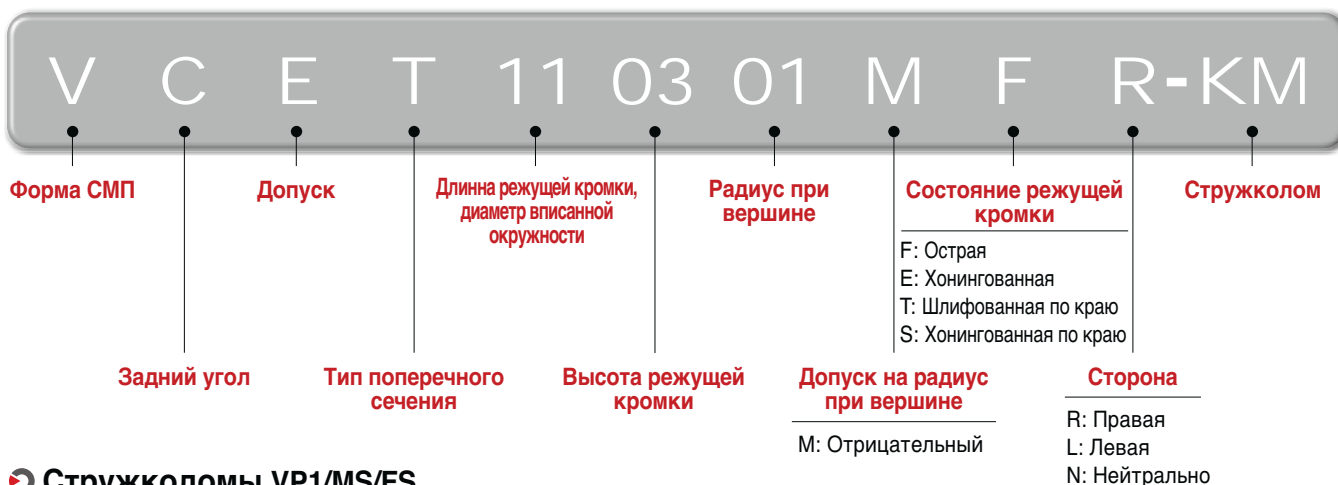 V C E T 11 03 01 M F R-KM
Форма СМП
Допуск
Длинна режущей кромки,
диаметр вписанной
окружности
Радиус при
вершине
Состояние режущей
кромки
F: Острая
E: Хонингованная
T: Шлифованная по краю
S: Хонингованная по краю
Стружколом
Задний угол
Тип поперечного
сечения
Высота режущей
кромки
Допуск на радиус
при вершине
M: Отрицательный
Сторона
R: Правая
L: Левая
N: Нейтрально
Стружколомы VP1/MS/FS